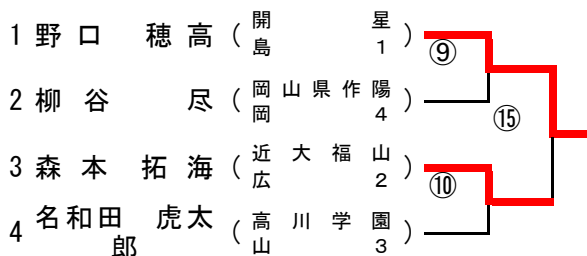 1 野口 穂高 (開星 島1)
⑨
2 柳谷 尽 (岡山県作陽 岡4)
⑮
3 森本 拓海 (近大福山 広2)
⑩
4 名和田 虎太郎 (高川学園 山3)